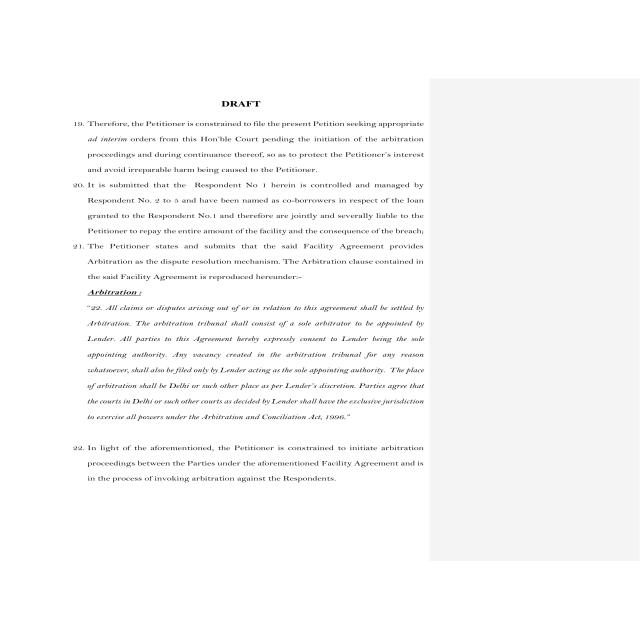 DRAFT
19. Therefore, the Petitioner is constrained to file the present Petition seeking appropriate
ad interim orders from this Hon'ble Court pending the initiation of the arbitration
proceedings and during continuance thereof, so as to protect the Petitioner's interest
and avoid irreparable harm being caused to the Petitioner.
20. It is submitted that the Respondent No 1 herein is controlled and managed by
Respondent No. 2 to 5 and have been named as co-borrowers in respect of the loan
granted to the Respondent No.1 and therefore are jointly and severally liable to the
Petitioner to repay the entire amount of the facility and the consequence of the breach;
21. The Petitioner states and submits that the said Facility Agreement provides
Arbitration as the dispute resolution mechanism. The Arbitration clause contained in
the said Facility Agreement is reproduced hereunder:-
Arbitration :
"22. All claims or disputes arising out of or in relation to this agreement shall be settled by
Arbitration. The arbitration tribunal shall consist of a sole arbitrator to be appointed by
Lender. All parties to this Agreement hereby expressly consent to Lender being the sole
appointing authority. Any vacancy created in the arbitration tribunal for any reason
whatsoever, shall also be filed only by Lender acting as the sole appointing authority. The place
of arbitration shall be Delhi or such other place as per Lender's discretion. Parties agree that
the courts in Delhi or such other courts as decided by Lender shall have the exclusive jurisdiction
to exercise all powers under the Arbitration and Conciliation Act, 1996."
22. In light of the aforementioned, the Petitioner is constrained to initiate arbitration
proceedings between the Parties under the aforementioned Facility Agreement and is
in the process of invoking arbitration against the Respondents.